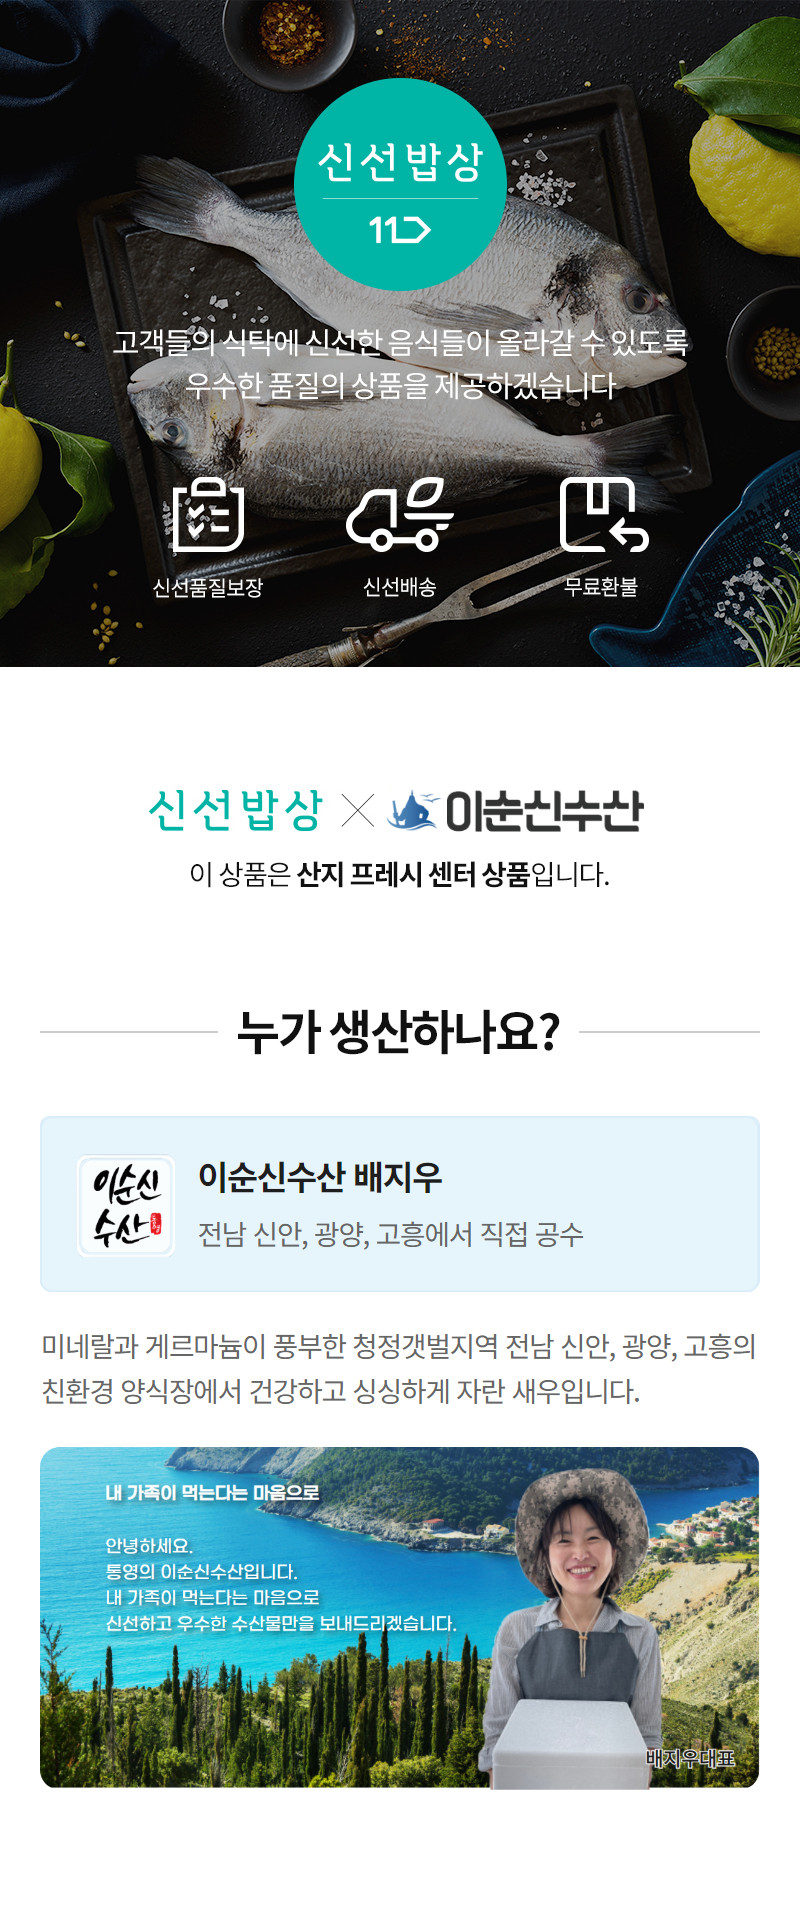 신선밥상
11
고객들의 식탁에 신선한 음식들이 올라갈 수 있도록
우수한 품질의 상품을 제공하겠습니다
신선품질보장
신선배송
무료환불
신선밥상 이순신수산
이 상품은 산지 프레시 센터 상품입니다.
누가 생산하나요?
이순신
수산
이순신수산 배지우
전남 신안, 광양, 고흥에서 직접 공수
미네랄과 게르마늄이 풍부한 청정갯벌지역 전남 신안, 광양, 고흥의
친환경 양식장에서 건강하고 싱싱하게 자란 새우입니다.
내 가족이 먹는다는 마음으로
안녕하세요.
통영의 이순신수산입니다.
내 가족이 먹는다는 마음으로
신선하고 우수한 수산물만을 보내드리겠습니다.
배지우대표